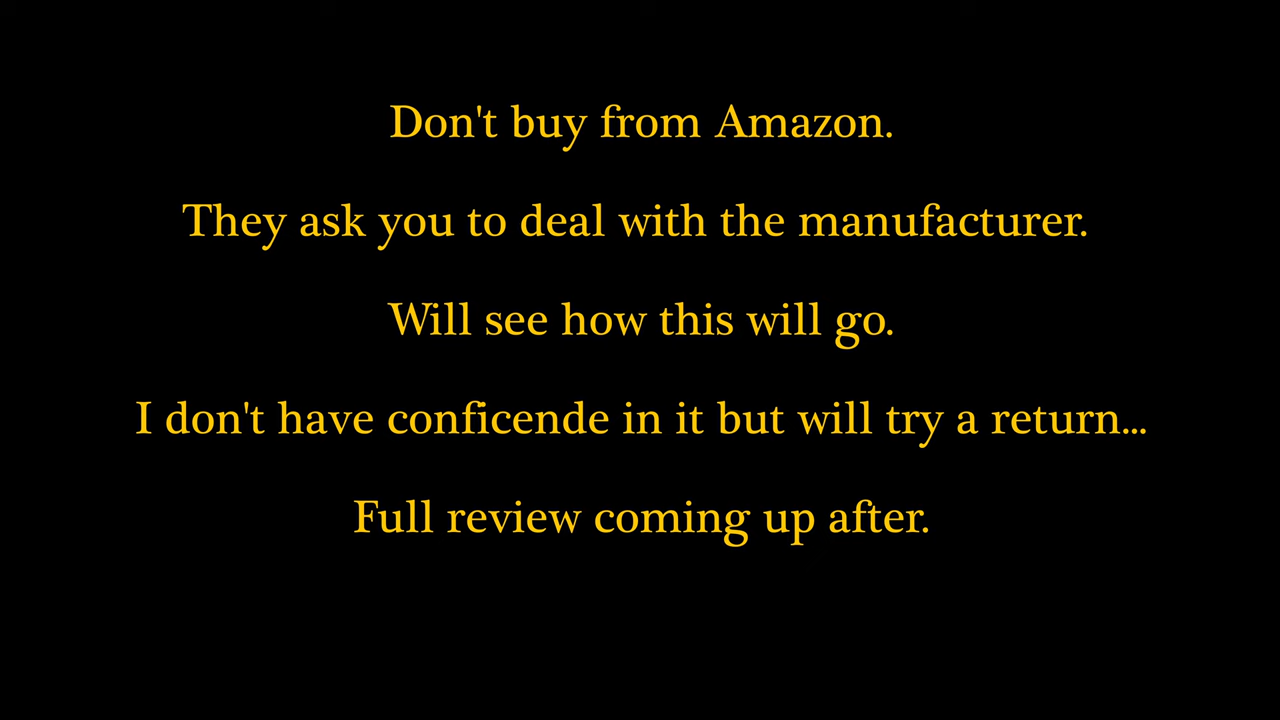 Don't buy from Amazon.
They ask you to deal with the manufacturer.
Will see how this will go.
I don't have conficende in it but will try a return...
Full review coming up after.